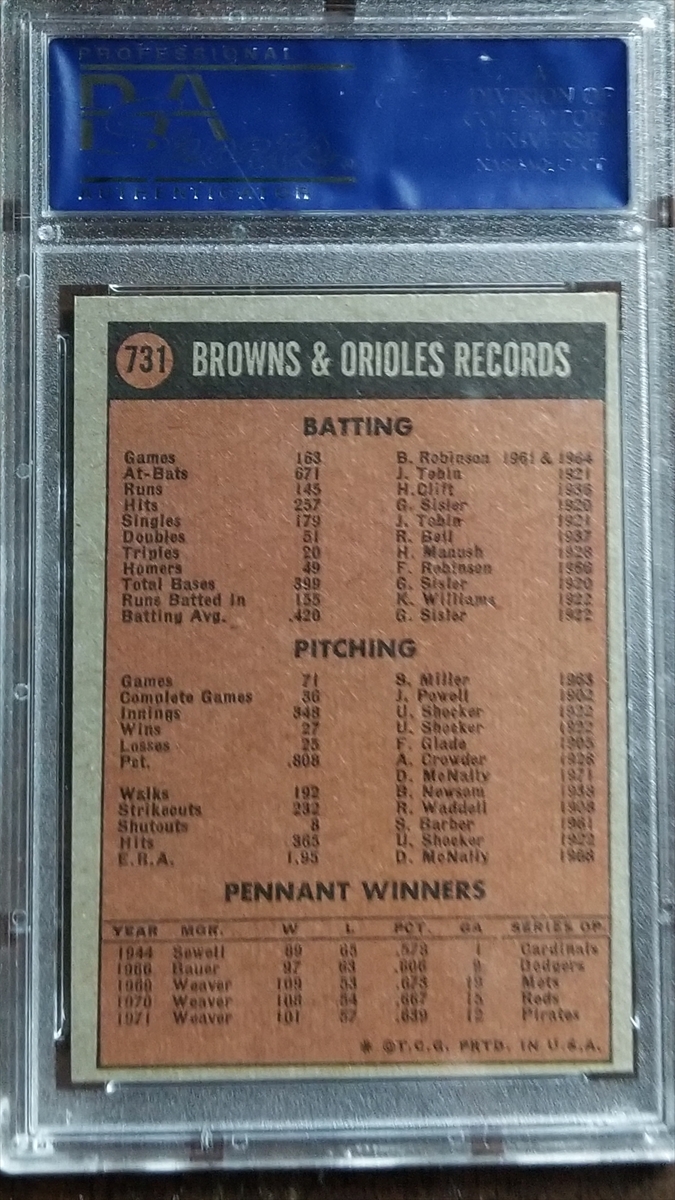 PROFESSIONAL
PSA
AUTHENTICATOR
A
DIVISION OF
COLLECTORS
UNIVERSE
731 BROWNS & ORIOLES RECORDS
BATTING
Games 163 B. Robinson 1961 & 1964
At-Bats 671 J. Tobin 1921
Runs 145 H. Clift 1936
Hits 257 G. Sisler 1920
Singles 179 J. Tobin 1921
Doubles 51 R. Bell 1937
Triples 20 H. Manush 1928
Homers 49 F. Robinson 1966
Total Bases 399 G. Sisler 1920
Runs Batted In 155 K. Williams 1922
Batting Avg. .420 G. Sisler 1922
PITCHING
Games 71 S. Miller 1963
Complete Games 36 J. Powell 1902
Innings 348 U. Shocker 1922
Wins 27 U. Shocker 1922
Losses 25 F. Glade 1905
Pct. .808 A. Crowder 1928
D. McNally 1971
Walks 192 B. Newsom 1938
Strikeouts 232 R. Waddell 1908
Shutouts 8 S. Barber 1961
Hits 365 U. Shocker 1922
E.R.A. 1.95 D. McNally 1968
PENNANT WINNERS
YEAR MGR. W L PCT. GA SERIES OP.
1944 Sewell 89 65 .578 1 Cardinals
1966 Bauer 97 63 .606 9 Dodgers
1969 Weaver 109 53 .673 19 Mets
1970 Weaver 108 54 .667 15 Reds
1971 Weaver 101 57 .639 12 Pirates
* ©T.C.G. PRTD. IN U.S.A.